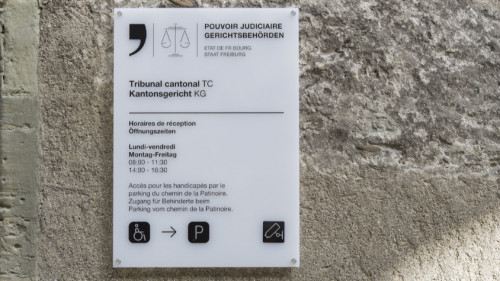 POUVOIR JUDICIAIRE
GERICHTSBEHÖRDEN
ETAT DE FRIBOURG
STAAT FREIBURG
Tribunal cantonal TC
Kantonsgericht KG
Horaires de réception
Öffnungszeiten
Lundi-vendredi
Montag-Freitag
08:30 - 11:30
14:00 - 16:30
Accès pour les handicapés par le
parking du chemin de la Patinoire.
Zugang für Behinderte beim
Parking vom chemin de la Patinoire.
P